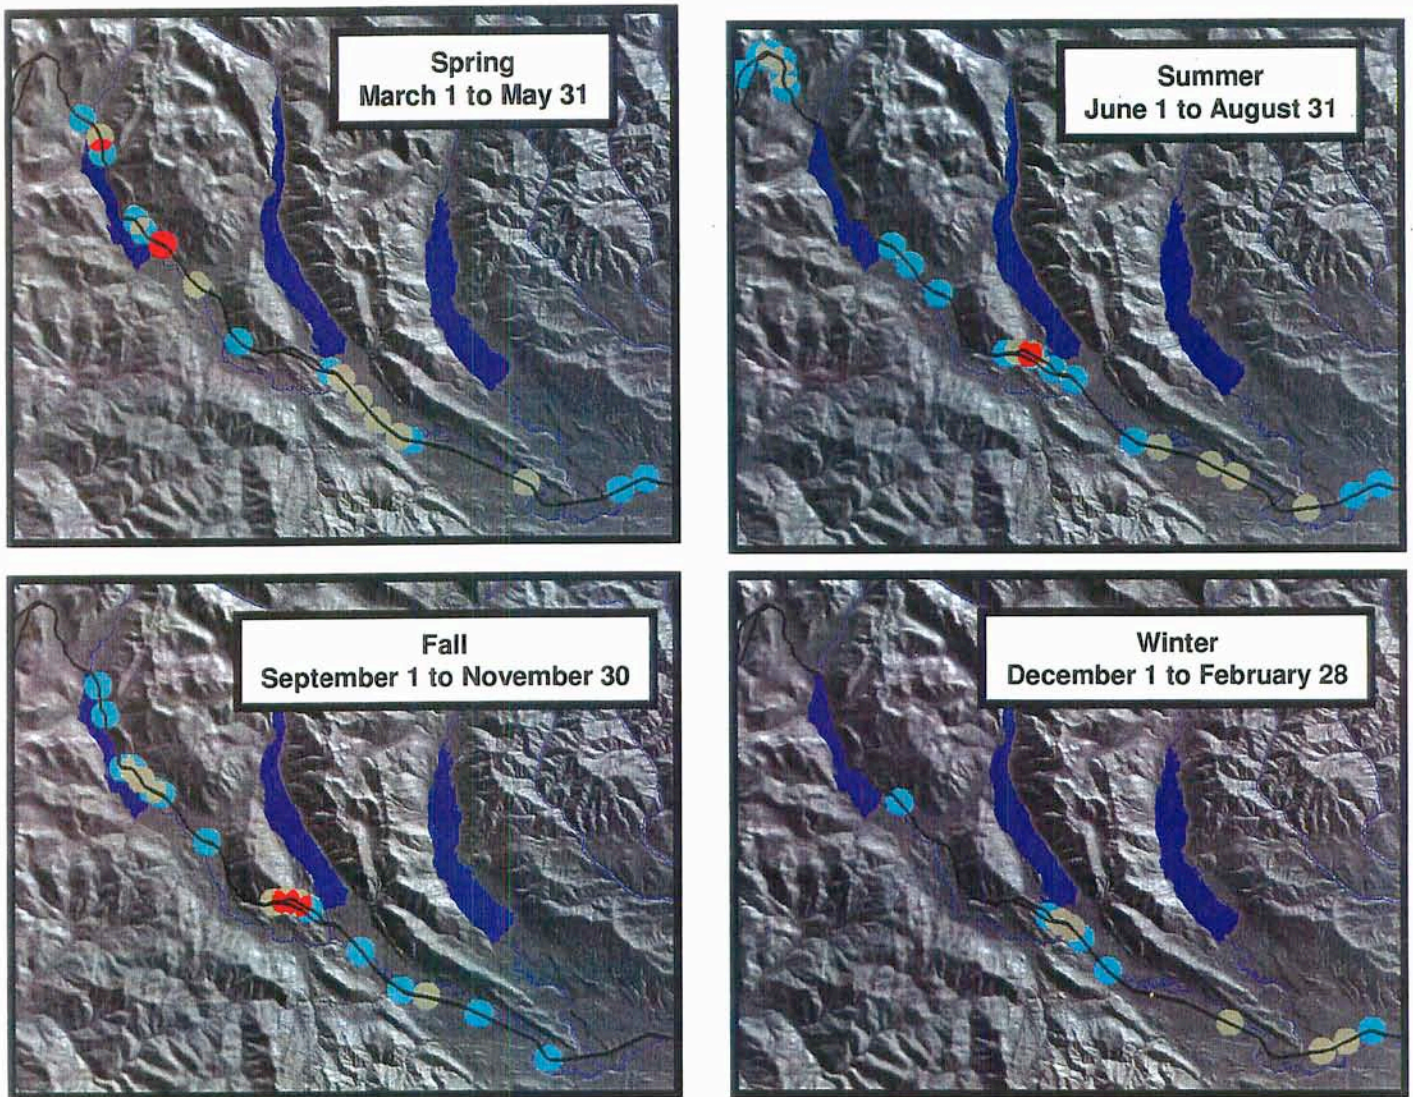 Spring
March 1 to May 31
Summer
June 1 to August 31
Fall
September 1 to November 30
Winter
December 1 to February 28